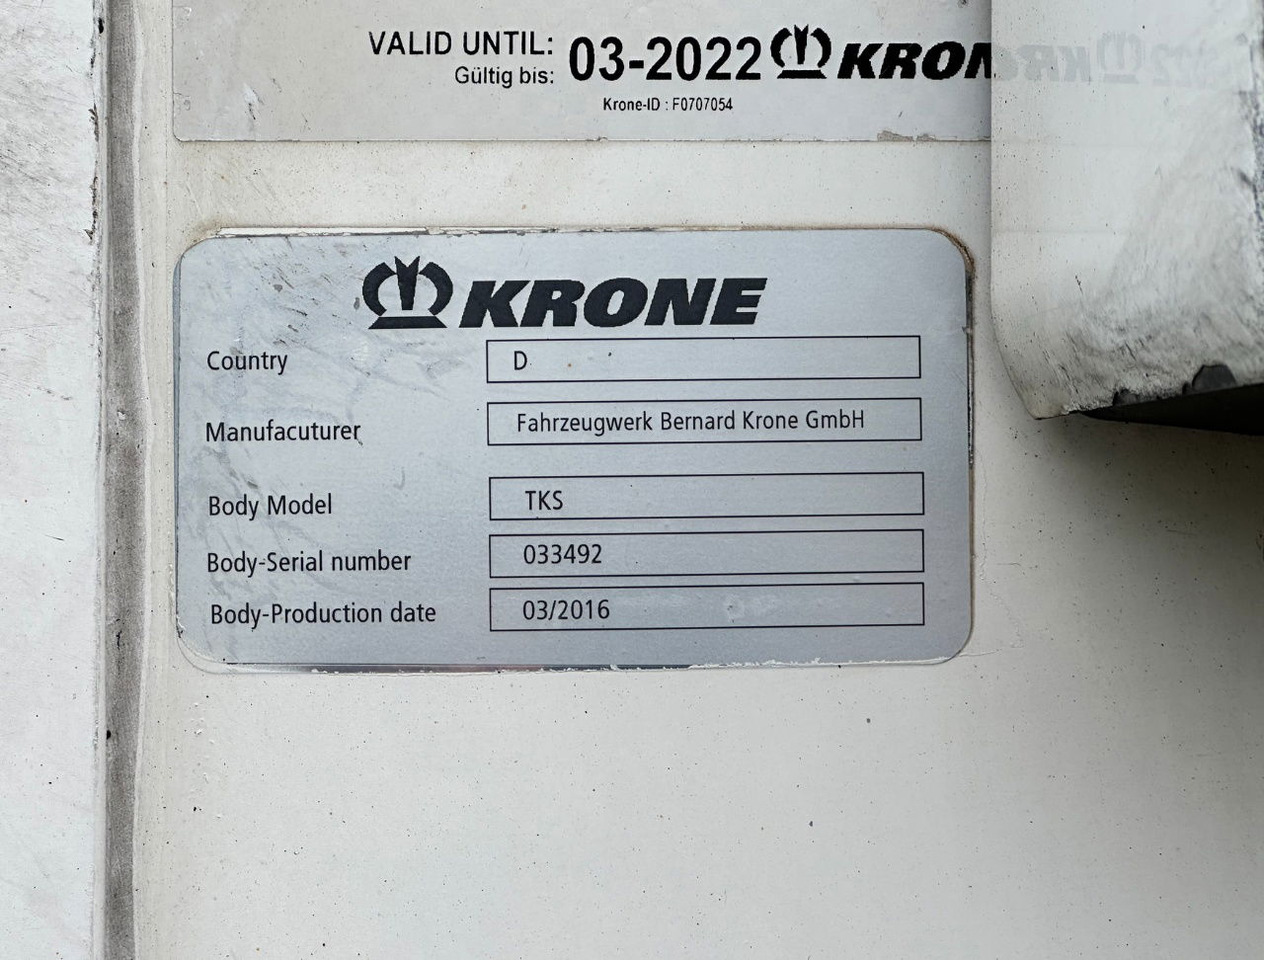 VALID UNTIL: 03-2022 KRON
Gültig bis:
Krone-ID : F0707054
KRONE
Country D
Manufacuturer Fahrzeugwerk Bernard Krone GmbH
Body Model TKS
Body-Serial number 033492
Body-Production date 03/2016